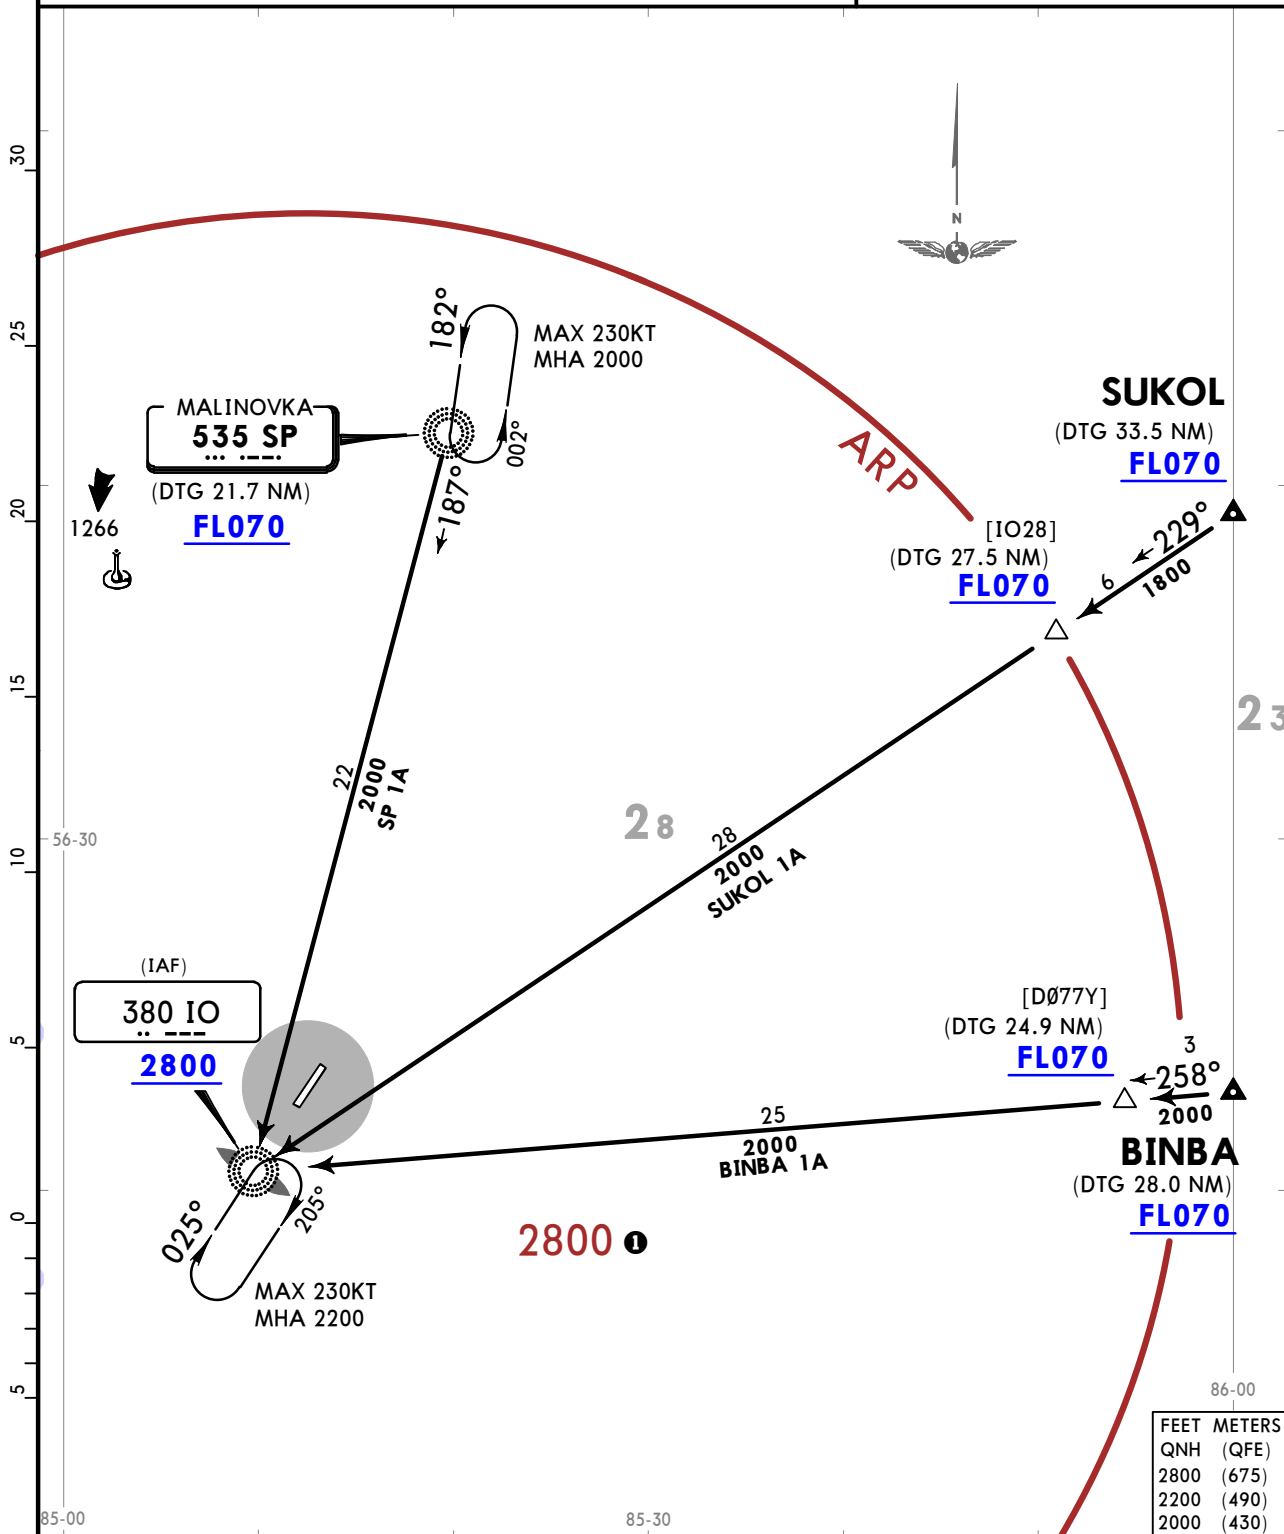 N
30
25
20
15
10
5
0
5
182°
MAX 230KT
MHA 2000
MALINOVKA
535 SP
(DTG 21.7 NM)
FL070
002°
187°
1266
ARP
SUKOL
(DTG 33.5 NM)
FL070
229°
6
1800
[IO28]
(DTG 27.5 NM)
FL070
23
22
2000
SP 1A
28
28
2000
SUKOL 1A
56-30
(IAF)
380 IO
2800
[DØ77Y]
(DTG 24.9 NM)
FL070
3
258°
2000
BINBA
(DTG 28.0 NM)
FL070
25
2000
BINBA 1A
025°
205°
MAX 230KT
MHA 2200
2800 1
86-00
FEET METERS
QNH (QFE)
2800 (675)
2200 (490)
2000 (430)
85-00
85-30